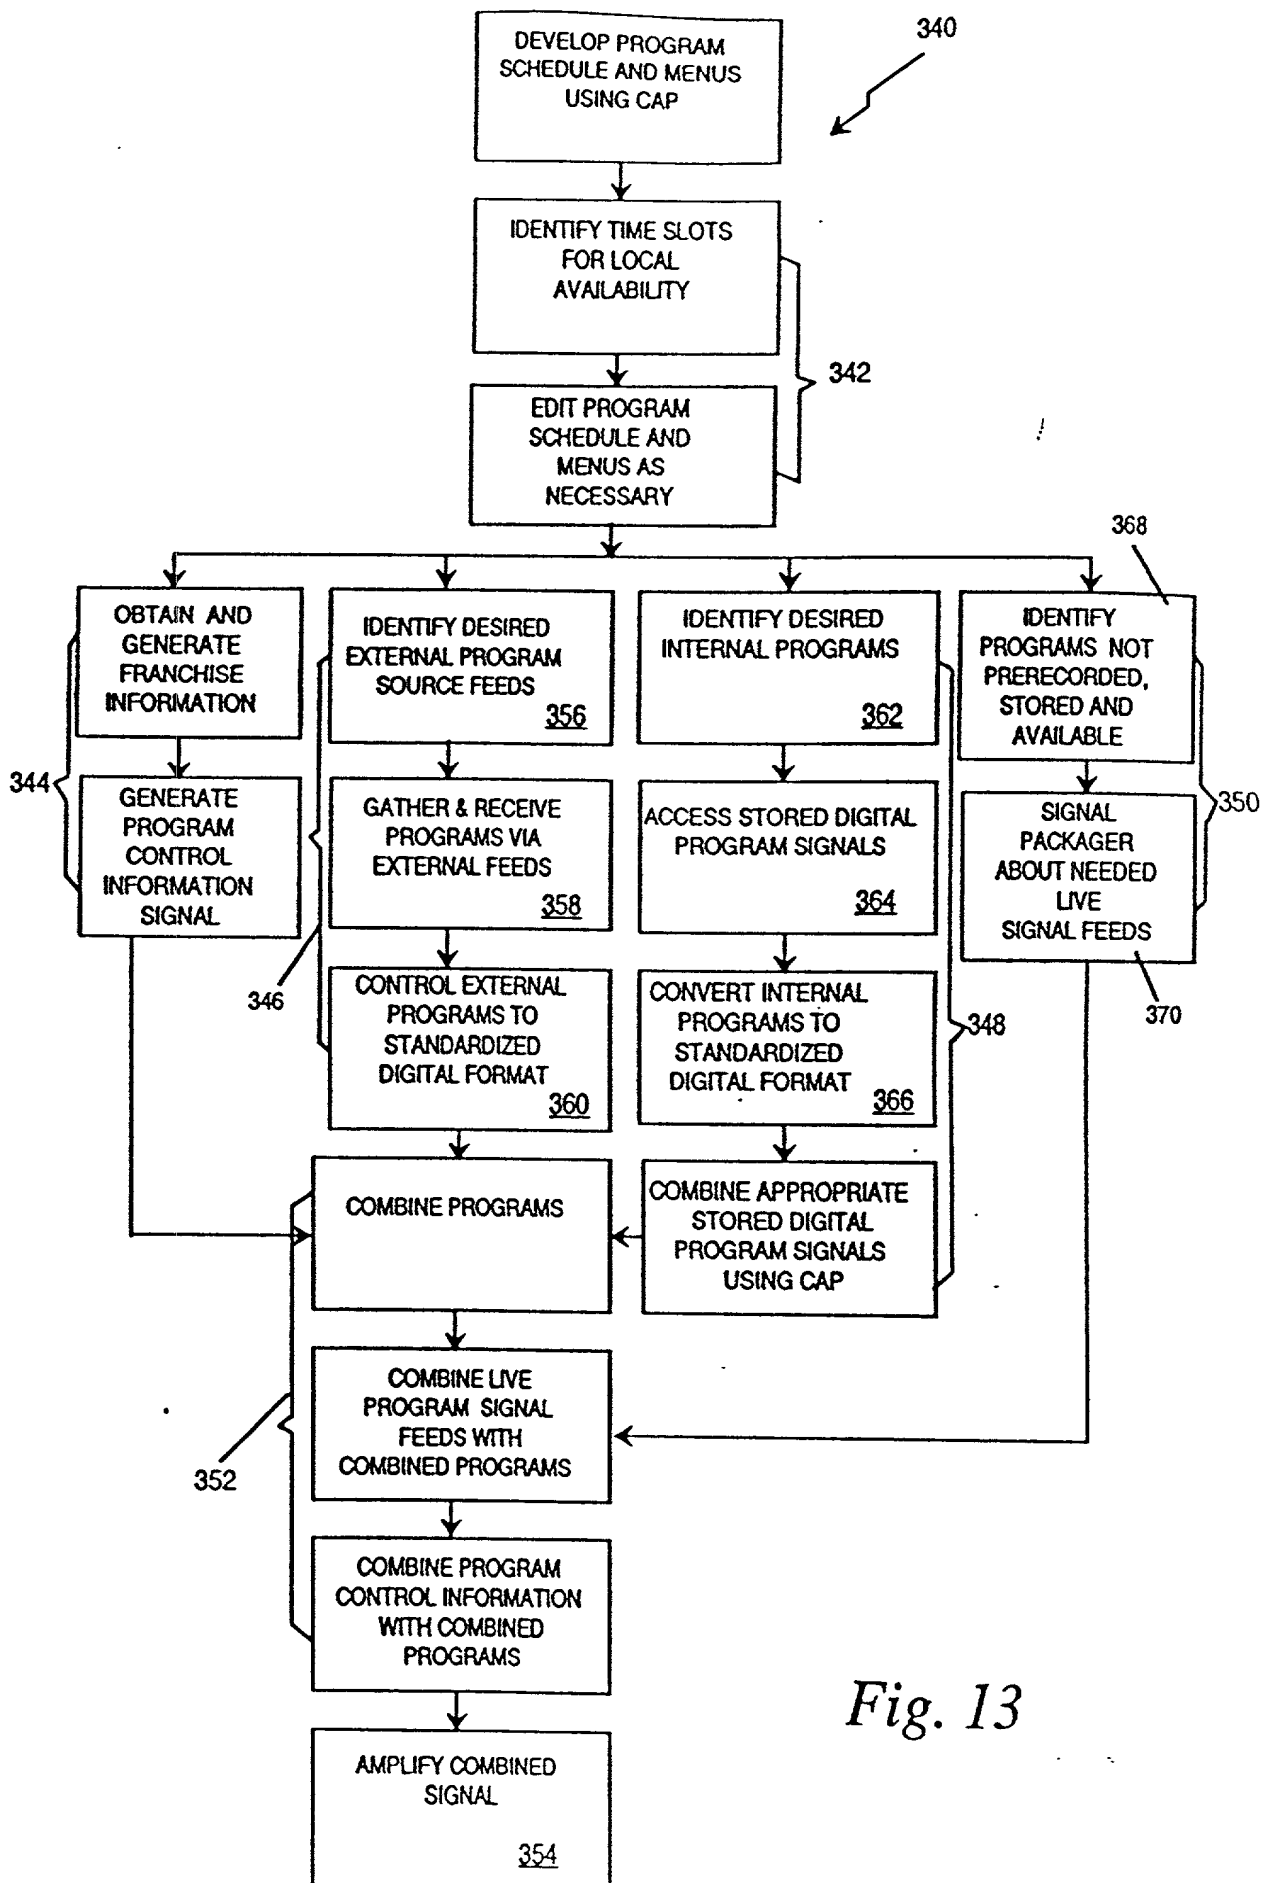 DEVELOP PROGRAM
SCHEDULE AND MENUS
USING CAP
340
IDENTIFY TIME SLOTS
FOR LOCAL
AVAILABILITY
342
EDIT PROGRAM
SCHEDULE AND
MENUS AS
NECESSARY
OBTAIN AND
GENERATE
FRANCHISE
INFORMATION
344
GENERATE
PROGRAM
CONTROL
INFORMATION
SIGNAL
IDENTIFY DESIRED
EXTERNAL PROGRAM
SOURCE FEEDS
356
GATHER & RECEIVE
PROGRAMS VIA
EXTERNAL FEEDS
358
346
CONTROL EXTERNAL
PROGRAMS TO
STANDARDIZED
DIGITAL FORMAT
360
IDENTIFY DESIRED
INTERNAL PROGRAMS
362
ACCESS STORED DIGITAL
PROGRAM SIGNALS
364
CONVERT INTERNAL
PROGRAMS TO
STANDARDIZED
DIGITAL FORMAT
366
348
COMBINE APPROPRIATE
STORED DIGITAL
PROGRAM SIGNALS
USING CAP
368
IDENTIFY
PROGRAMS NOT
PRERECORDED,
STORED AND
AVAILABLE
350
SIGNAL
PACKAGER
ABOUT NEEDED
LIVE
SIGNAL FEEDS
370
COMBINE PROGRAMS
COMBINE LIVE
PROGRAM SIGNAL
FEEDS WITH
COMBINED PROGRAMS
352
COMBINE PROGRAM
CONTROL INFORMATION
WITH COMBINED
PROGRAMS
AMPLIFY COMBINED
SIGNAL
354
Fig. 13